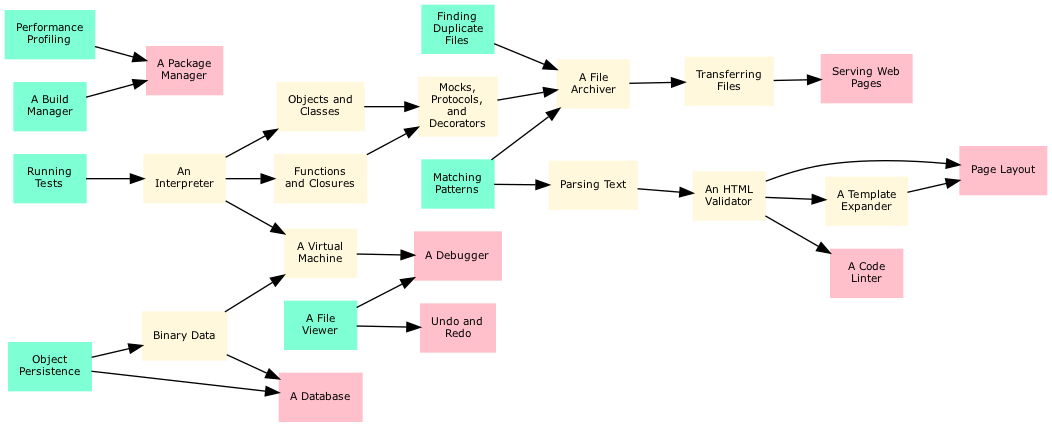 Performance
Profiling
A Package
Manager
A Build
Manager
Running
Tests
An
Interpreter
Objects and
Classes
Functions
and Closures
Mocks,
Protocols,
and
Decorators
Finding
Duplicate
Files
A File
Archiver
Transferring
Files
Serving Web
Pages
Matching
Patterns
Parsing Text
An HTML
Validator
A Template
Expander
Page Layout
A Code
Linter
A Virtual
Machine
A Debugger
A File
Viewer
Undo and
Redo
Binary Data
Object
Persistence
A Database